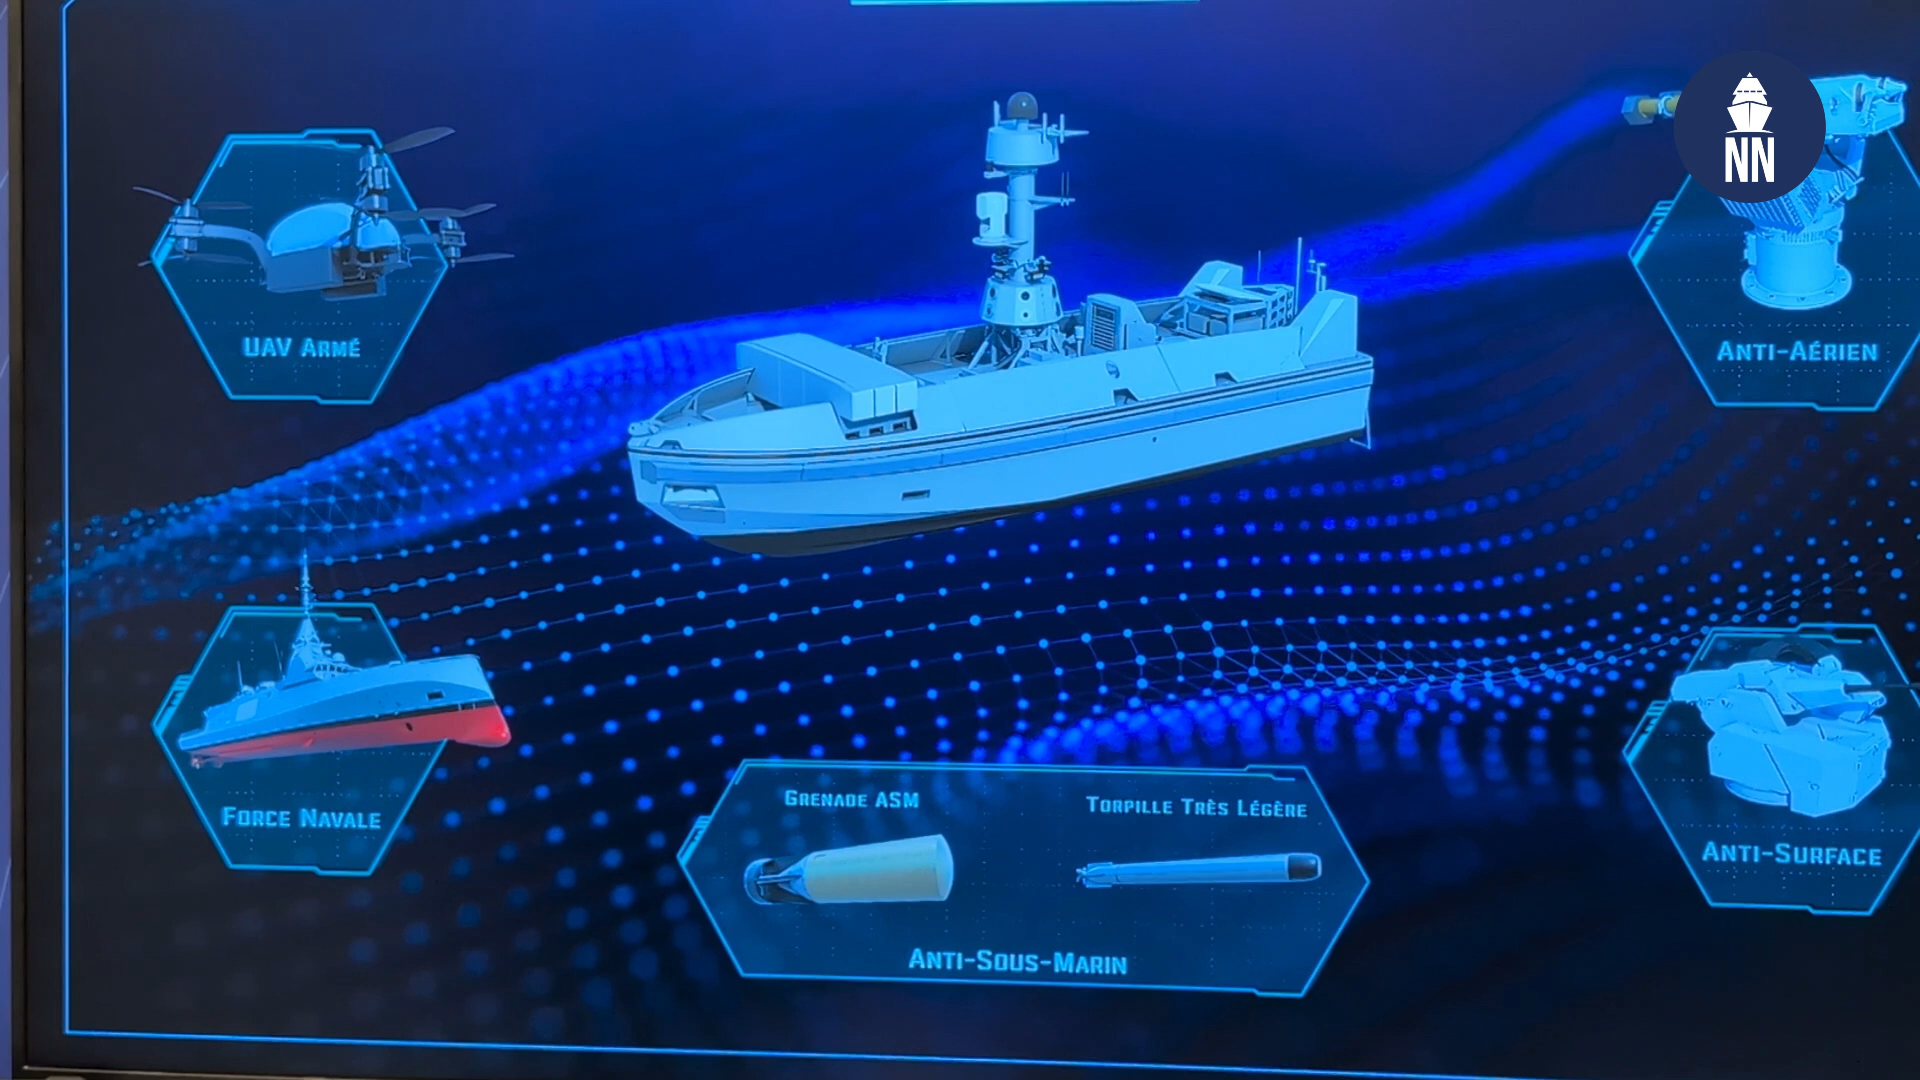 NN
UAV Armé
Anti-Aérien
Force Navale
Grenade ASM
Torpille Très Légère
Anti-Surface
Anti-Sous-Marin